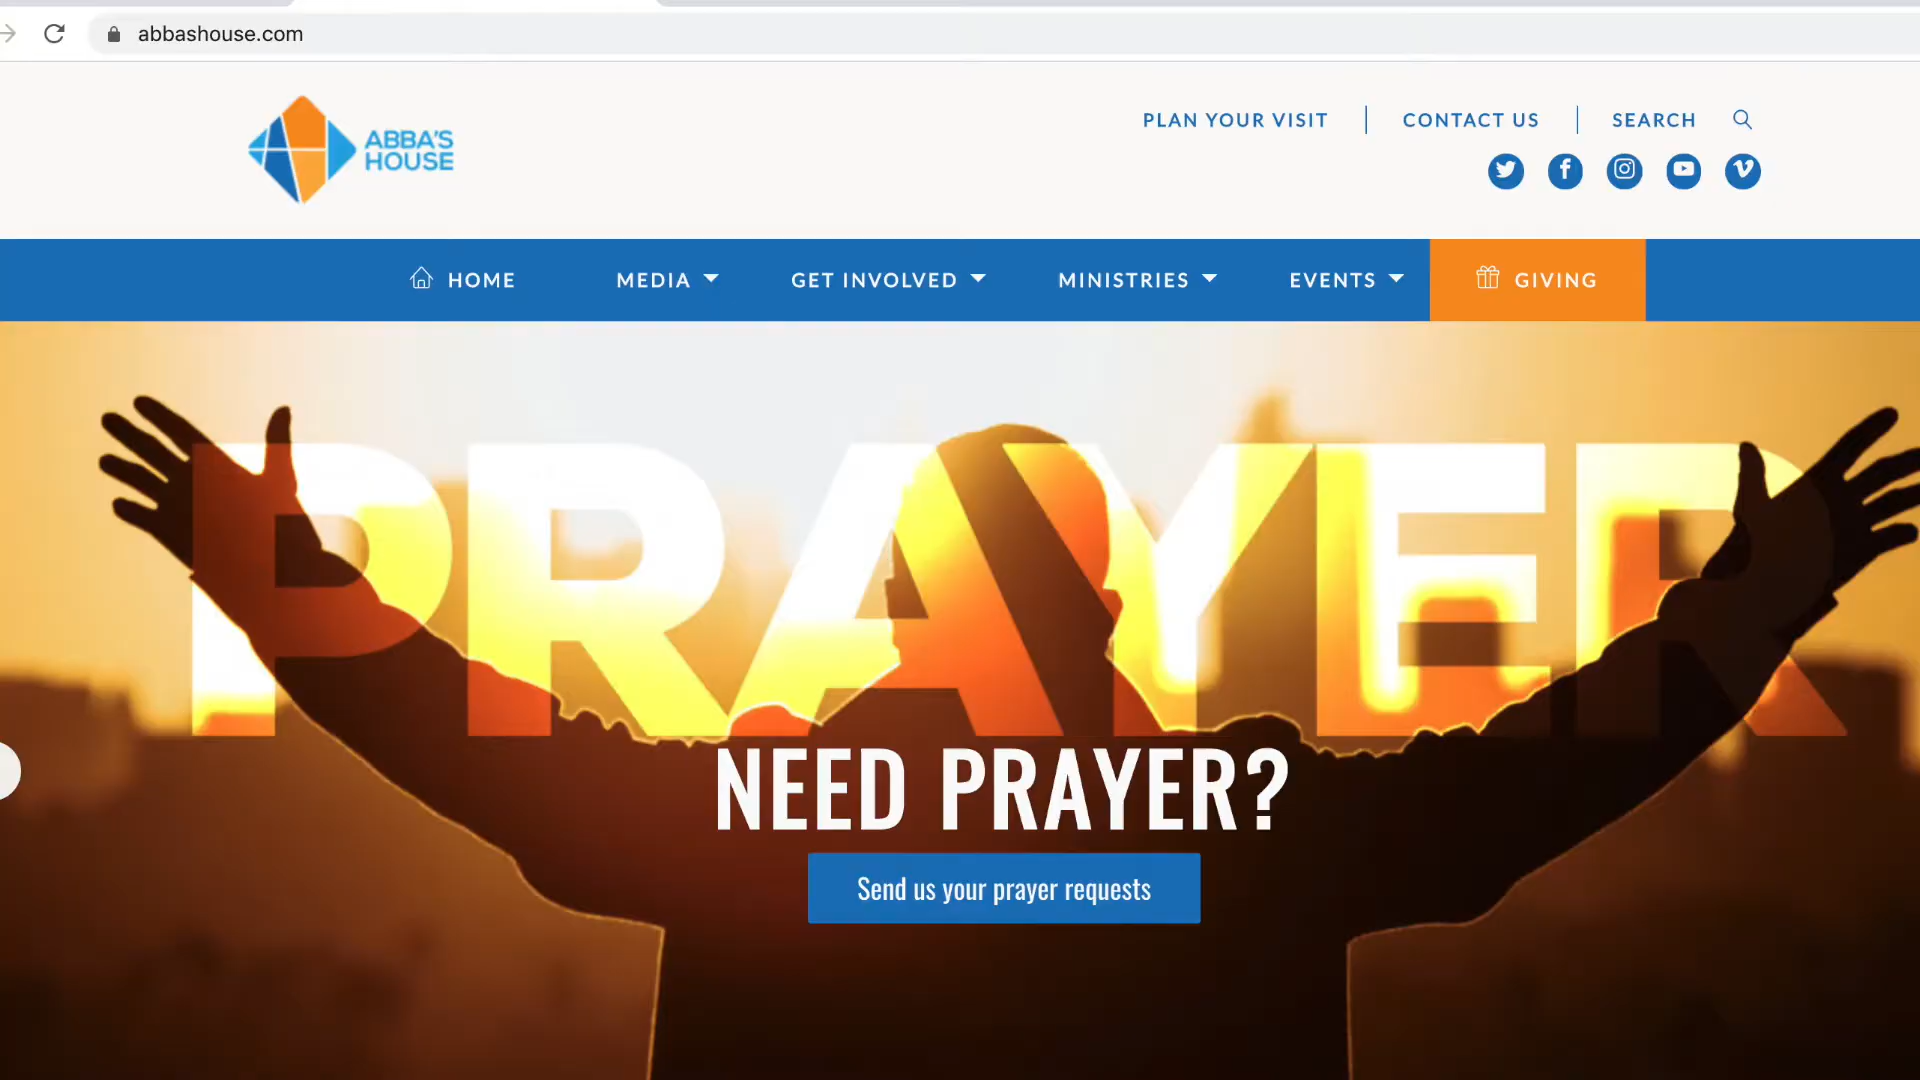 abbashouse.com
ABBA'S
HOUSE
PLAN YOUR VISIT
CONTACT US
SEARCH
HOME
MEDIA
GET INVOLVED
MINISTRIES
EVENTS
GIVING
PRAYER
NEED PRAYER?
Send us your prayer requests